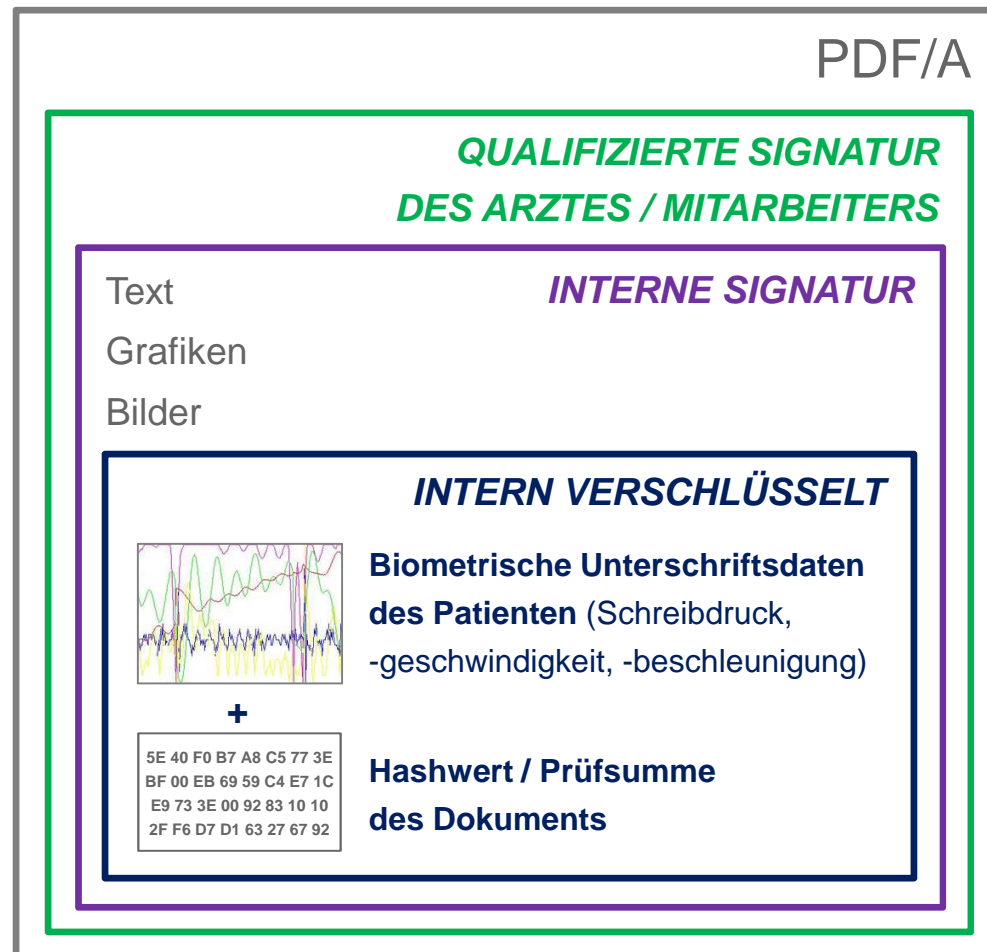 PDF/A
QUALIFIZIERTE SIGNATUR
DES ARZTES / MITARBEITERS
Text
INTERNE SIGNATUR
Grafiken
Bilder
INTERN VERSCHLÜSSELT
Biometrische Unterschriftsdaten
des Patienten (Schreibdruck,
-geschwindigkeit, -beschleunigung)
+
5E 40 F0 B7 A8 C5 77 3E
BF 00 EB 69 59 C4 E7 1C
E9 73 3E 00 92 83 10 10
2F F6 D7 D1 63 27 67 92
Hashwert / Prüfsumme
des Dokuments